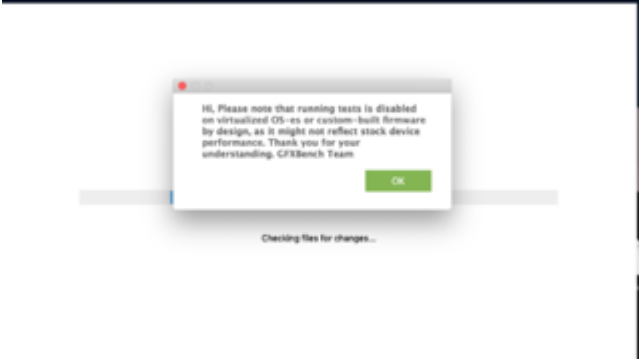 Hi, Please note that running tests is disabled
on virtualized OS-es or custom-built firmware
by design, as it might not reflect stock device
performance. Thank you for your
understanding. GFXBench Team
OK
Checking files for changes...